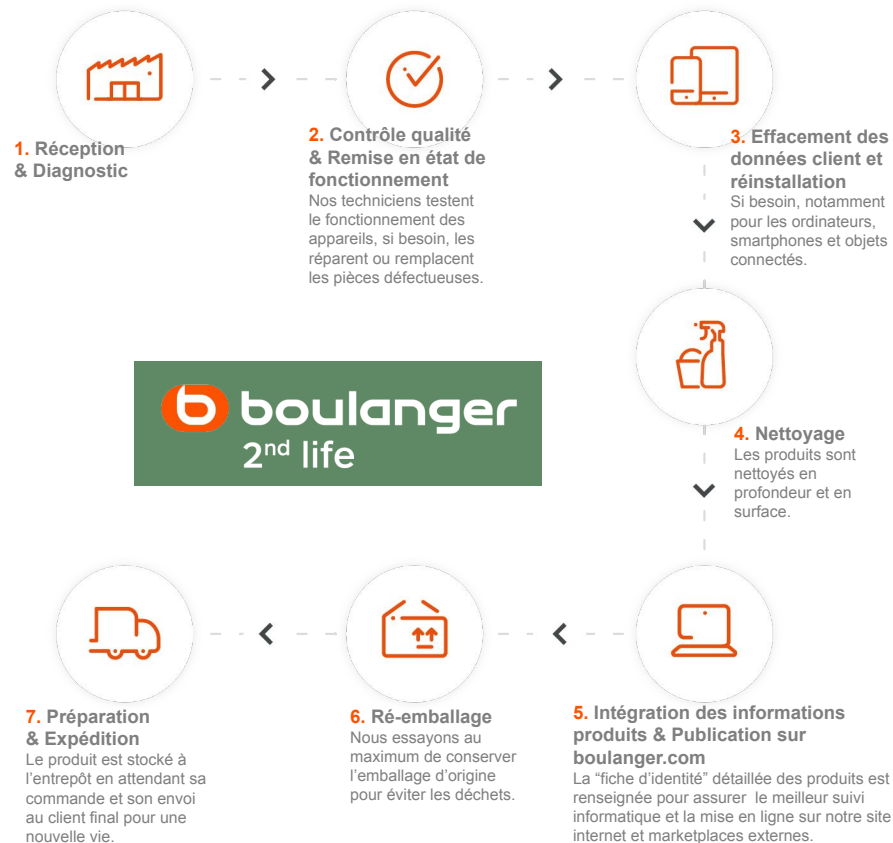 1. Réception
& Diagnostic
2. Contrôle qualité
& Remise en état de
fonctionnement
Nos techniciens testent
le fonctionnement des
appareils, si besoin, les
réparent ou remplacent
les pièces défectueuses.
3. Effacement des
données client et
réinstallation
Si besoin, notamment
pour les ordinateurs,
smartphones et objets
connectés.
b boulanger
2nd life
4. Nettoyage
Les produits sont
nettoyés en
profondeur et en
surface.
5. Intégration des informations
produits & Publication sur
boulanger.com
La “fiche d’identité” détaillée des produits est
renseignée pour assurer le meilleur suivi
informatique et la mise en ligne sur notre site
internet et marketplaces externes.
6. Ré-emballage
Nous essayons au
maximum de conserver
l’emballage d’origine
pour éviter les déchets.
7. Préparation
& Expédition
Le produit est stocké à
l’entrepôt en attendant sa
commande et son envoi
au client final pour une
nouvelle vie.